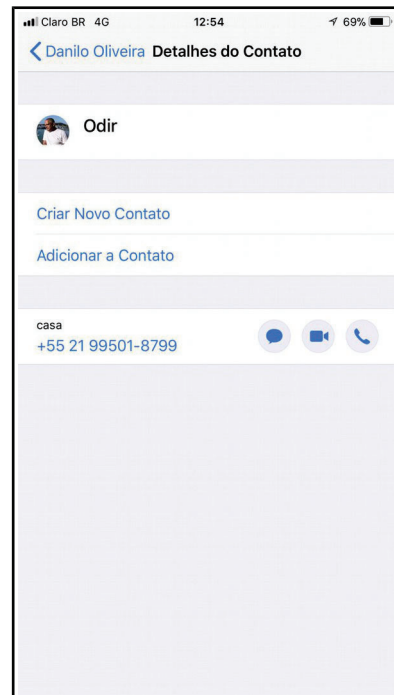 Claro BR 4G 12:54 69%
Danilo Oliveira Detalhes do Contato
Odir
Criar Novo Contato
Adicionar a Contato
casa
+55 21 99501-8799